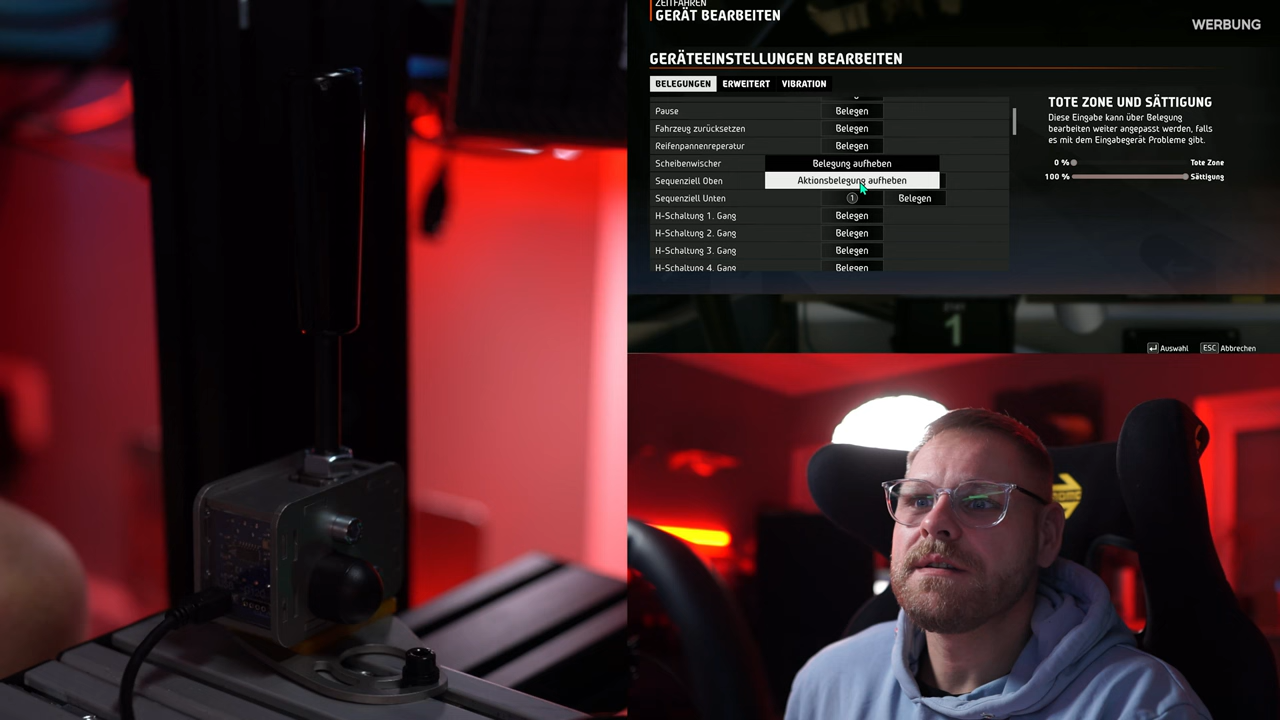 ZEITFAHREN
GERÄT BEARBEITEN
WERBUNG
GERÄTEEINSTELLUNGEN BEARBEITEN
BELEGUNGEN ERWEITERT VIBRATION
Pause Belegen
Fahrzeug zurücksetzen Belegen
Reifenpannenreperatur Belegen
Scheibenwischer Belegung aufheben
Sequenziell Oben Aktionsbelegung aufheben
Sequenziell Unten 1 Belegen
H-Schaltung 1. Gang Belegen
H-Schaltung 2. Gang Belegen
H-Schaltung 3. Gang Belegen
H-Schaltung 4. Gang Belegen
TOTE ZONE UND SÄTTIGUNG
Diese Eingabe kann über Belegung
bearbeiten weiter angepasst werden, falls
es mit dem Eingabegerät Probleme gibt.
0 % Tote Zone
100 % Sättigung
1
Auswahl ESC Abbrechen